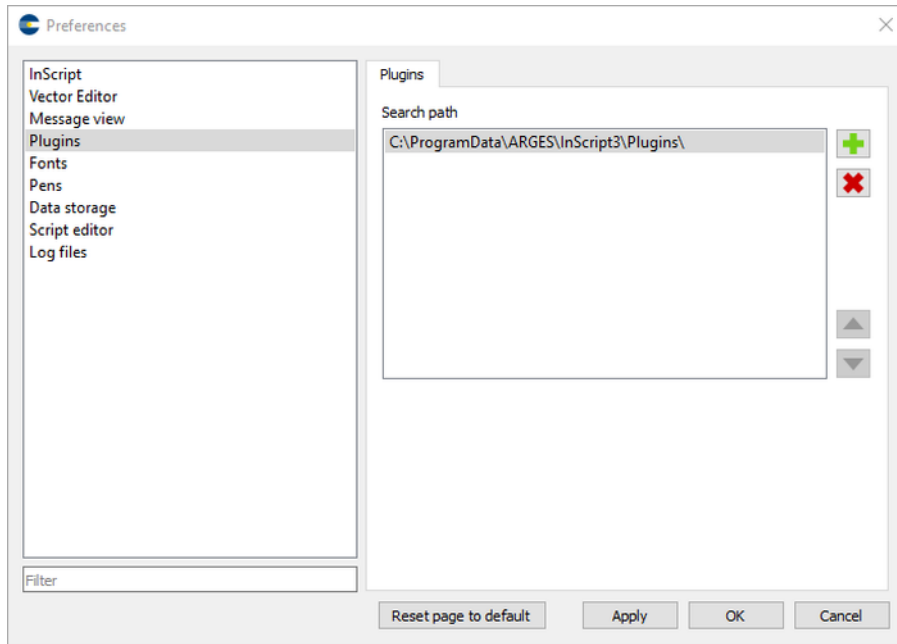 Preferences
InScript
Vector Editor
Message view
Plugins
Fonts
Pens
Data storage
Script editor
Log files
Filter
Plugins
Search path
C:\ProgramData\ARGES\InScript3\Plugins\
Reset page to default
Apply
OK
Cancel